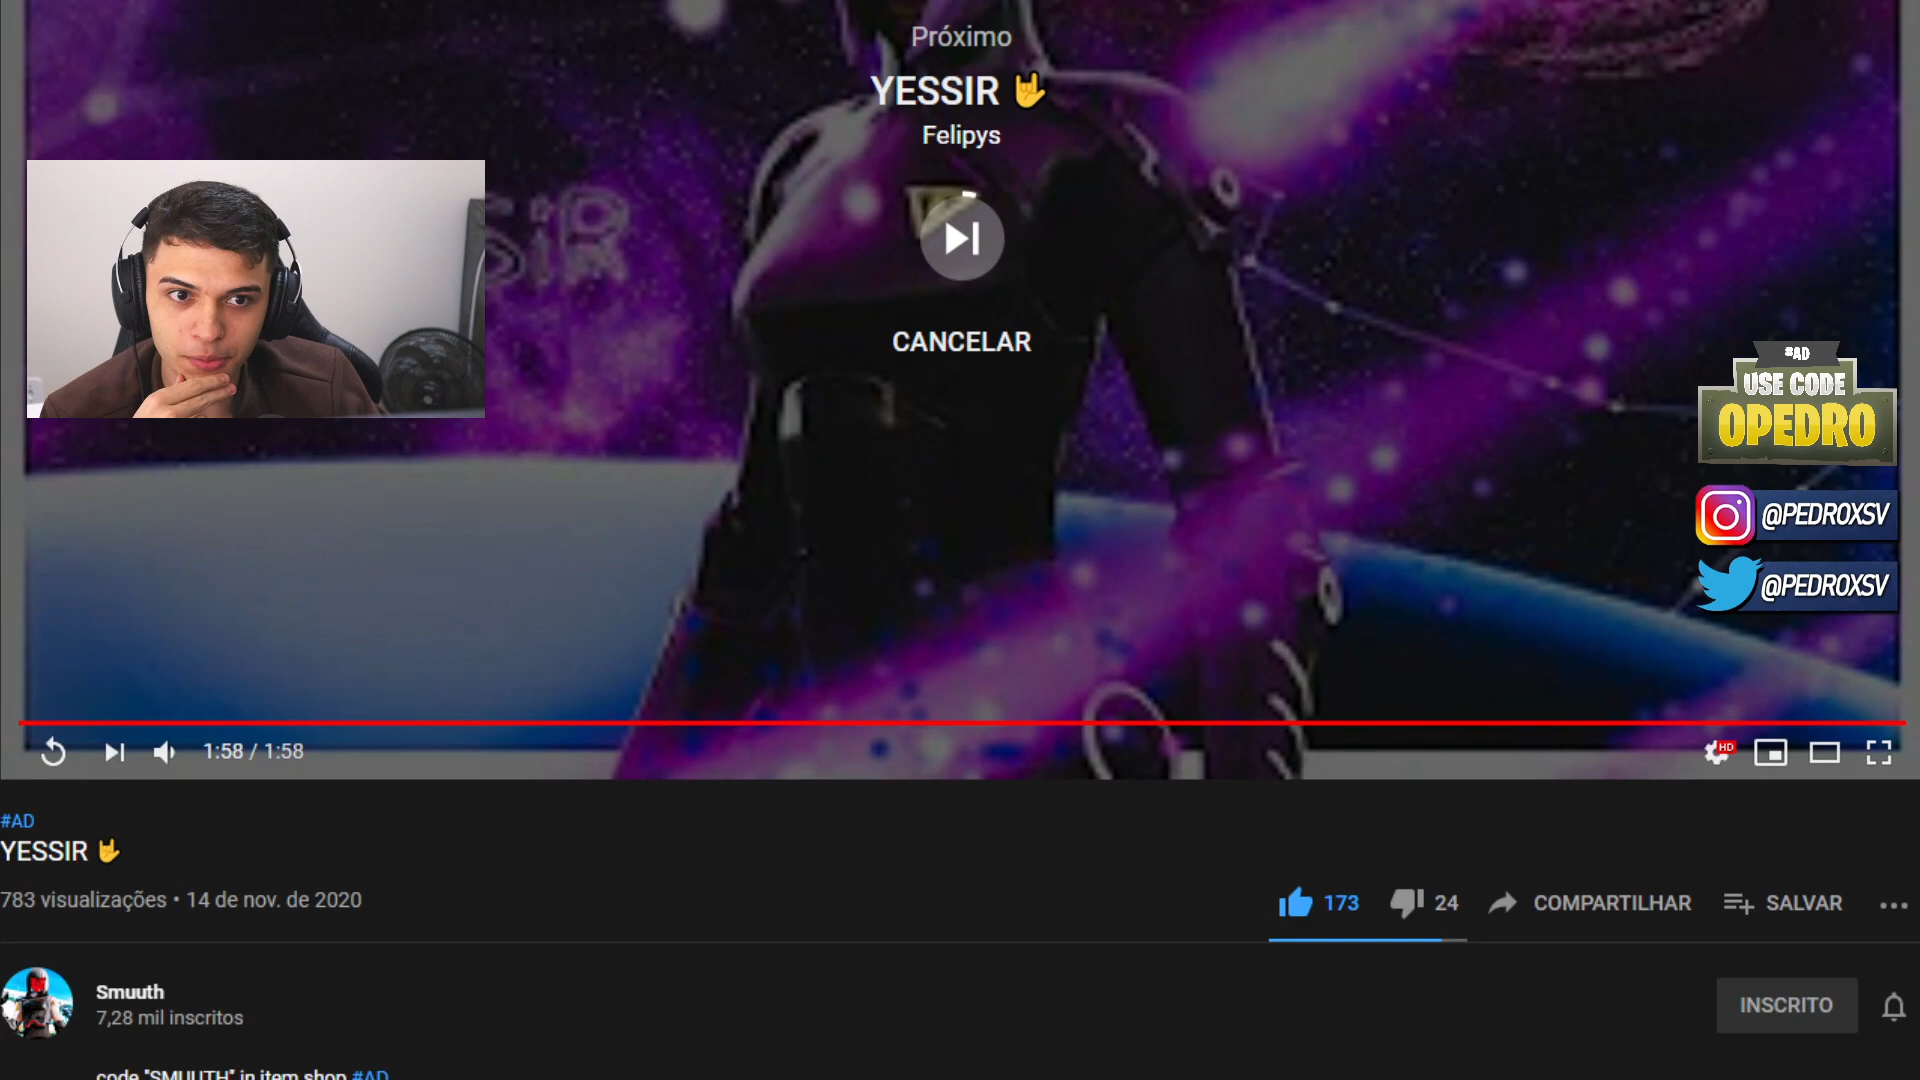 Próximo
YESSIR 🤟
Felipys
CANCELAR
#AD
USE CODE
OPEDRO
@PEDROXSV
@PEDROXSV
1:58 / 1:58
HD
#AD
YESSIR 🤟
783 visualizações • 14 de nov. de 2020
173
24
COMPARTILHAR
SALVAR
Smuuth
7,28 mil inscritos
INSCRITO
code "SMUUTH" in item shop #AD